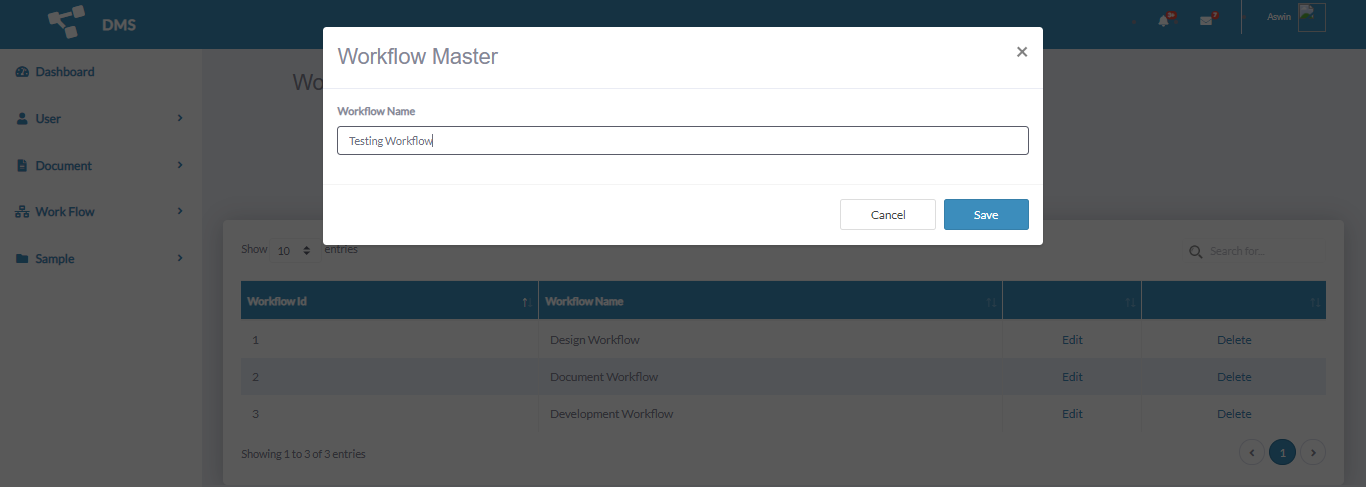 DMS
3+
7
Aswin
Workflow Master
×
Dashboard
Wo
User
Workflow Name
Testing Workflow
Document
Work Flow
Cancel
Save
Sample
Show 10 entries
Search for...
Workflow Id
Workflow Name
1 Design Workflow Edit Delete
2 Document Workflow Edit Delete
3 Development Workflow Edit Delete
Showing 1 to 3 of 3 entries
1